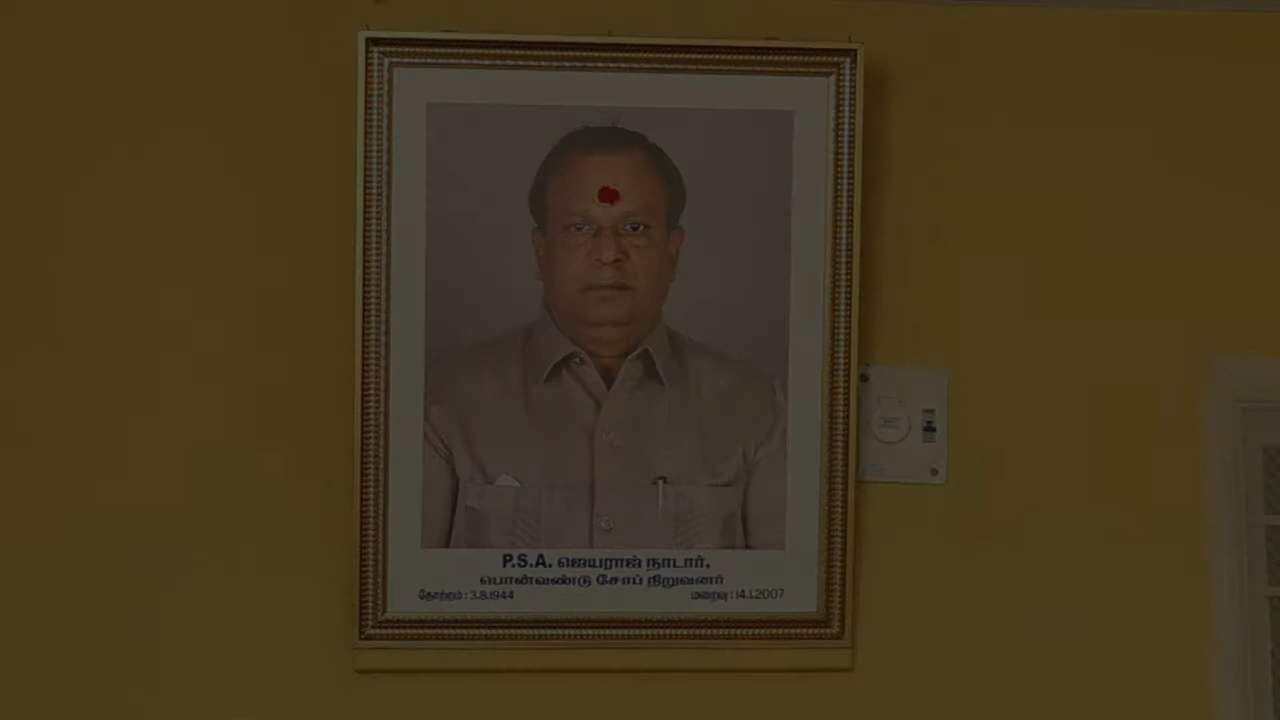 P.S.A. ஜெயராஜ் நாடார்.
பொன்வண்டு சோப் நிறுவனர்
தோற்றம் : 3.8.1944 மறைவு : 14.1.2007